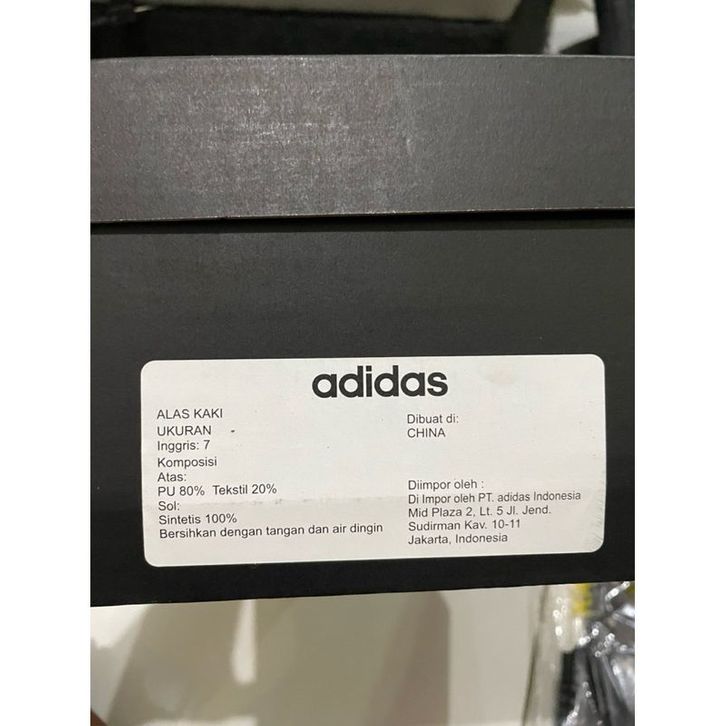 adidas
ALAS KAKI
UKURAN -
Inggris: 7
Komposisi
Atas:
PU 80% Tekstil 20%
Sol:
Sintetis 100%
Bersihkan dengan tangan dan air dingin
Dibuat di:
CHINA
Diimpor oleh :
Di Impor oleh PT. adidas Indonesia
Mid Plaza 2, Lt. 5 Jl. Jend.
Sudirman Kav. 10-11
Jakarta, Indonesia